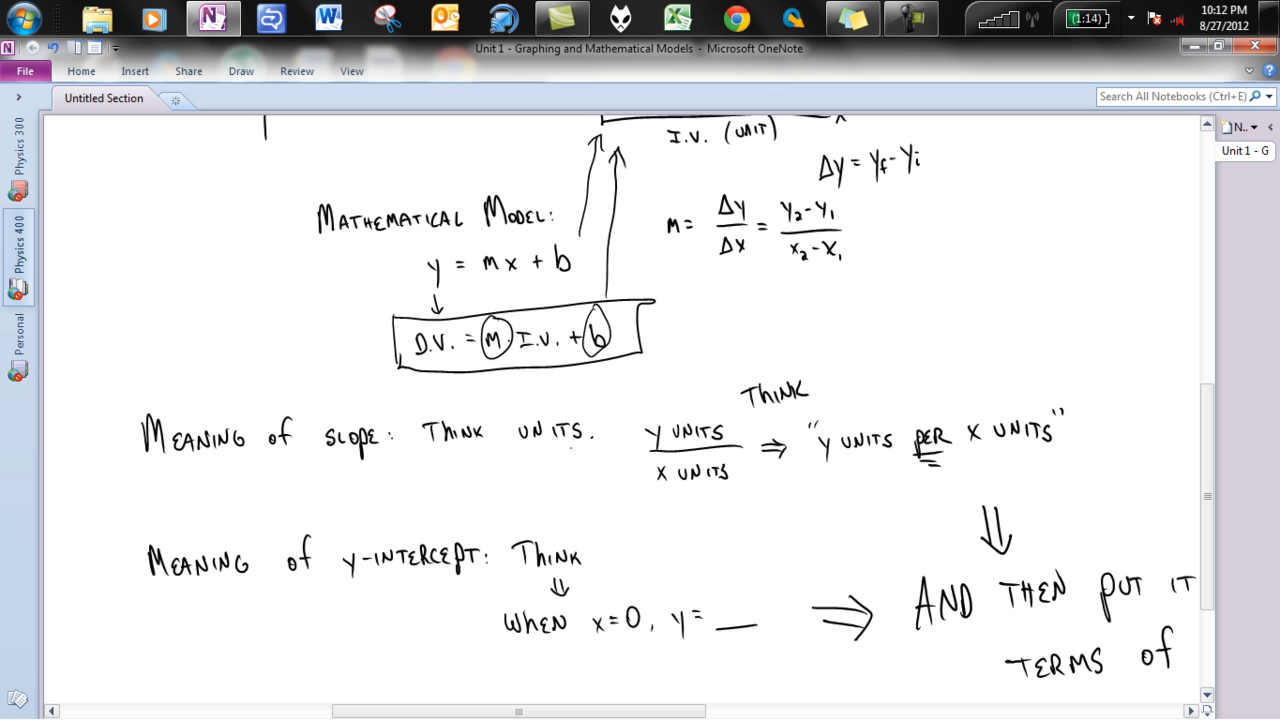 10:12 PM
(1:14)
8/27/2012
Unit 1 - Graphing and Mathematical Models - Microsoft OneNote
File Home Insert Share Draw Review View
Untitled Section
Search All Notebooks (Ctrl+E)
N..
Unit 1 - G
Physics 300
Physics 400
Personal
I.V. (UNIT)
X
Δy = yf - yi
MATHEMATICAL MODEL:
m = Δy/Δx = y2-y1/x2-x1
y = mx + b
D.V. = m · I.V. + b
THINK
MEANING of SLOPE: THINK UNITS. Y UNITS/X UNITS ⇒ "Y UNITS PER X UNITS"
MEANING of Y-INTERCEPT: THINK
WHEN X=0, Y= __ ⇒ AND THEN PUT IT
TERMS of